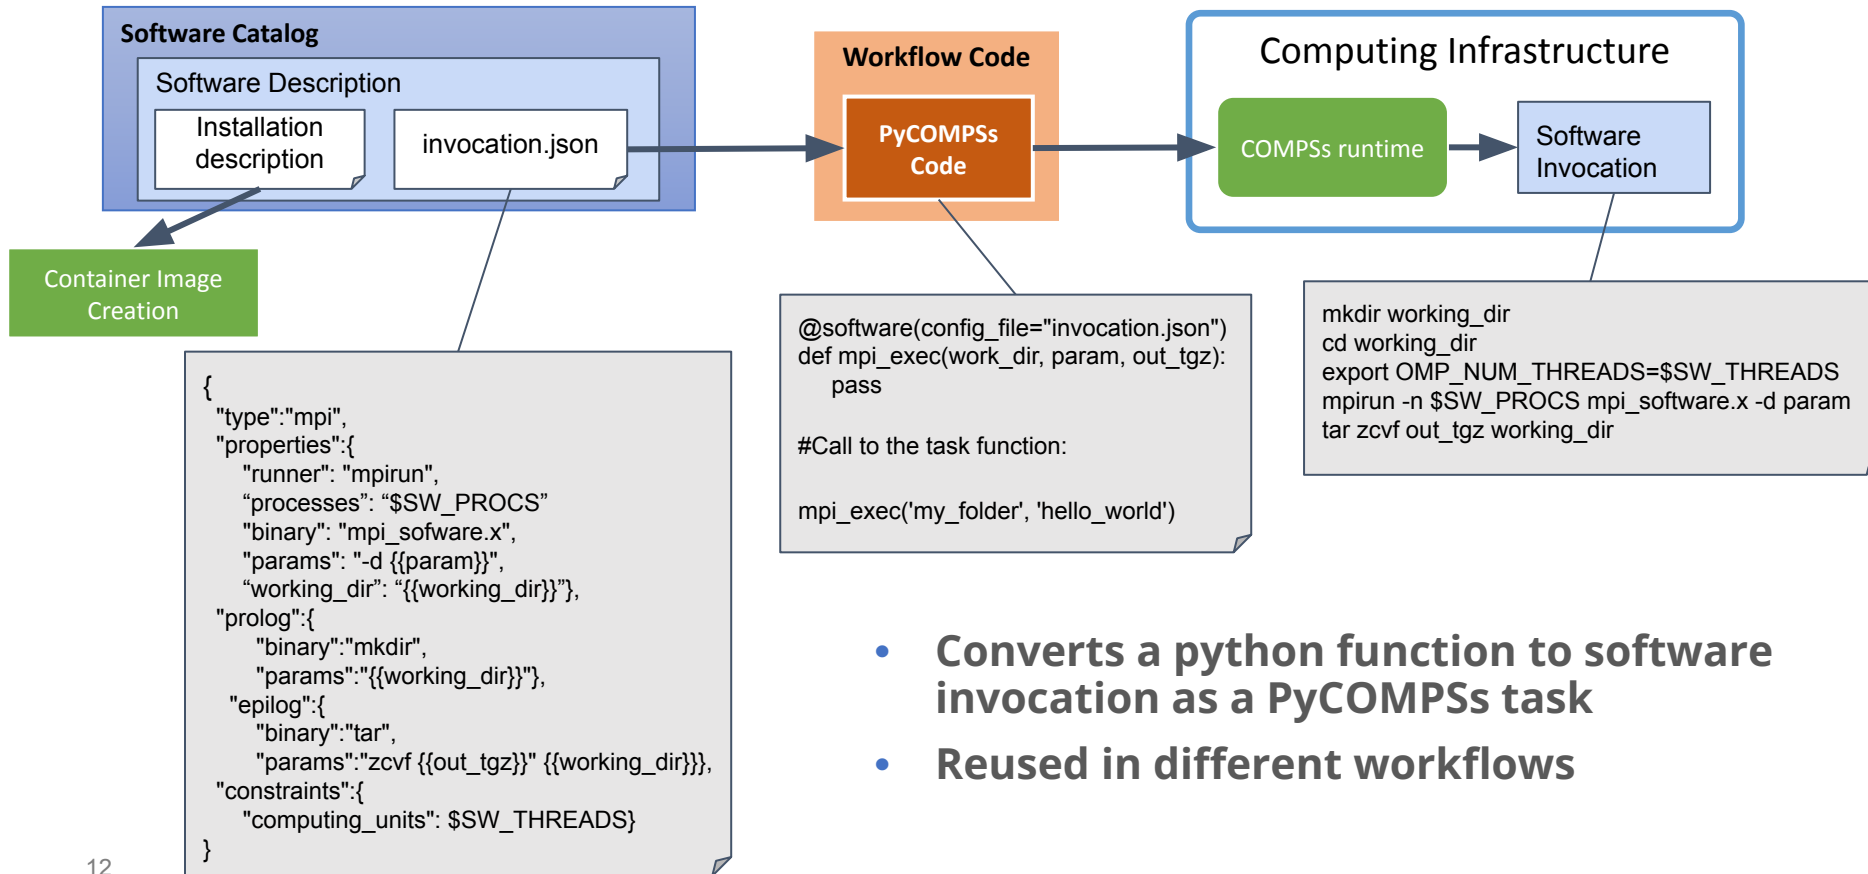 Software Catalog
Software Description
Installation
description
invocation.json
Container Image
Creation
Workflow Code
PyCOMPSs
Code
Computing Infrastructure
COMPSs runtime
Software
Invocation
{
"type":"mpi",
"properties":{
"runner": "mpirun",
“processes”: “$SW_PROCS”
"binary": "mpi_sofware.x",
"params": "-d {{param}}",
“working_dir”: “{{working_dir}}”},
"prolog":{
"binary":"mkdir",
"params":"{{working_dir}}"},
"epilog":{
"binary":"tar",
"params":"zcvf {{out_tgz}}" {{working_dir}}},
"constraints":{
"computing_units": $SW_THREADS}
}
@software(config_file="invocation.json")
def mpi_exec(work_dir, param, out_tgz):
pass
#Call to the task function:
mpi_exec('my_folder', 'hello_world')
mkdir working_dir
cd working_dir
export OMP_NUM_THREADS=$SW_THREADS
mpirun -n $SW_PROCS mpi_software.x -d param
tar zcvf out_tgz working_dir
• Converts a python function to software
invocation as a PyCOMPSs task
• Reused in different workflows
12